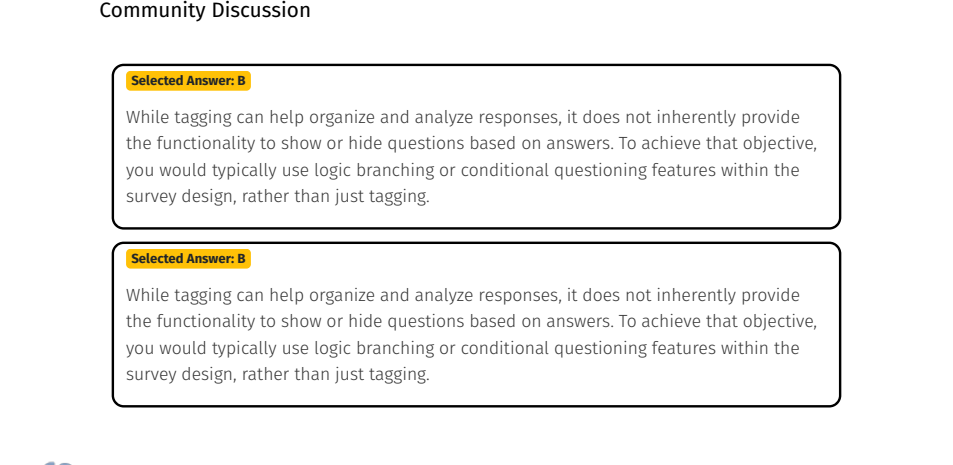 Community Discussion
Selected Answer: B
While tagging can help organize and analyze responses, it does not inherently provide
the functionality to show or hide questions based on answers. To achieve that objective,
you would typically use logic branching or conditional questioning features within the
survey design, rather than just tagging.
Selected Answer: B
While tagging can help organize and analyze responses, it does not inherently provide
the functionality to show or hide questions based on answers. To achieve that objective,
you would typically use logic branching or conditional questioning features within the
survey design, rather than just tagging.